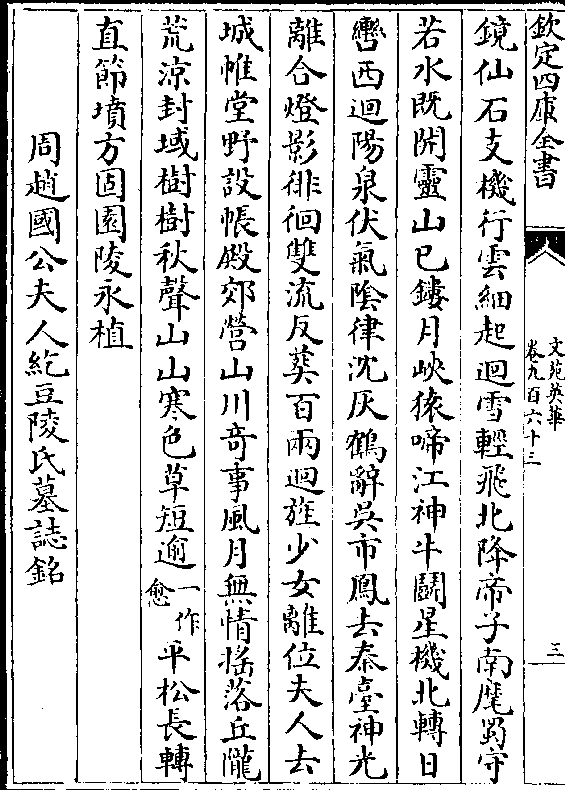 欽定四庫全書
文苑英華
卷九百六十三
三
鏡仙石支機行雲細起迴雪輕飛北降帝子南麾蜀守
若水既開靈山已鏤月峽猿啼江神牛鬭星機北轉日
轡西迴陽泉伏氣陰律沈灰鶴辭吳市鳳去秦臺神光
離合燈影徘徊雙流反葬百兩迴旌少女離位夫人去
城帷堂野設帳殿郊營山川奇事風月無情揺落丘隴
荒涼封域樹樹秋聲山山寒色草短逾一作愈平松長轉
直節墳方固園陵永植
周趙國公夫人紇豆陵氏墓誌銘